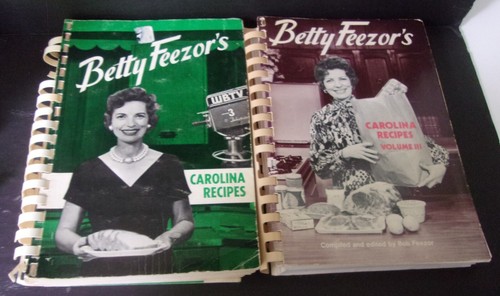 Betty Feezor's
WBTV
3
CAROLINA
RECIPES
Betty Feezor's
CAROLINA
RECIPES
VOLUME III
Compiled and edited by Bob Feezor